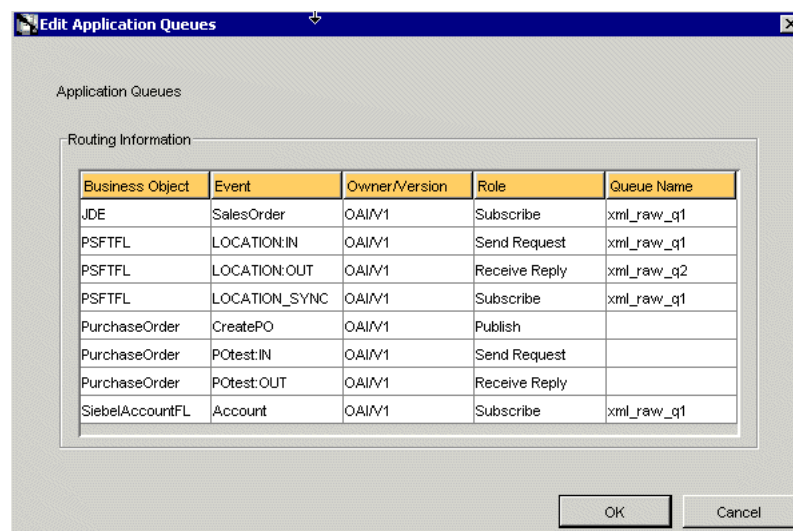 Edit Application Queues
Application Queues
Routing Information
Business Object Event Owner/Version Role Queue Name
JDE SalesOrder OAI/V1 Subscribe xml_raw_q1
PSFTFL LOCATION:IN OAI/V1 Send Request xml_raw_q1
PSFTFL LOCATION:OUT OAI/V1 Receive Reply xml_raw_q2
PSFTFL LOCATION_SYNC OAI/V1 Subscribe xml_raw_q1
PurchaseOrder CreatePO OAI/V1 Publish
PurchaseOrder POtest:IN OAI/V1 Send Request
PurchaseOrder POtest:OUT OAI/V1 Receive Reply
SiebelAccountFL Account OAI/V1 Subscribe xml_raw_q1
OK Cancel